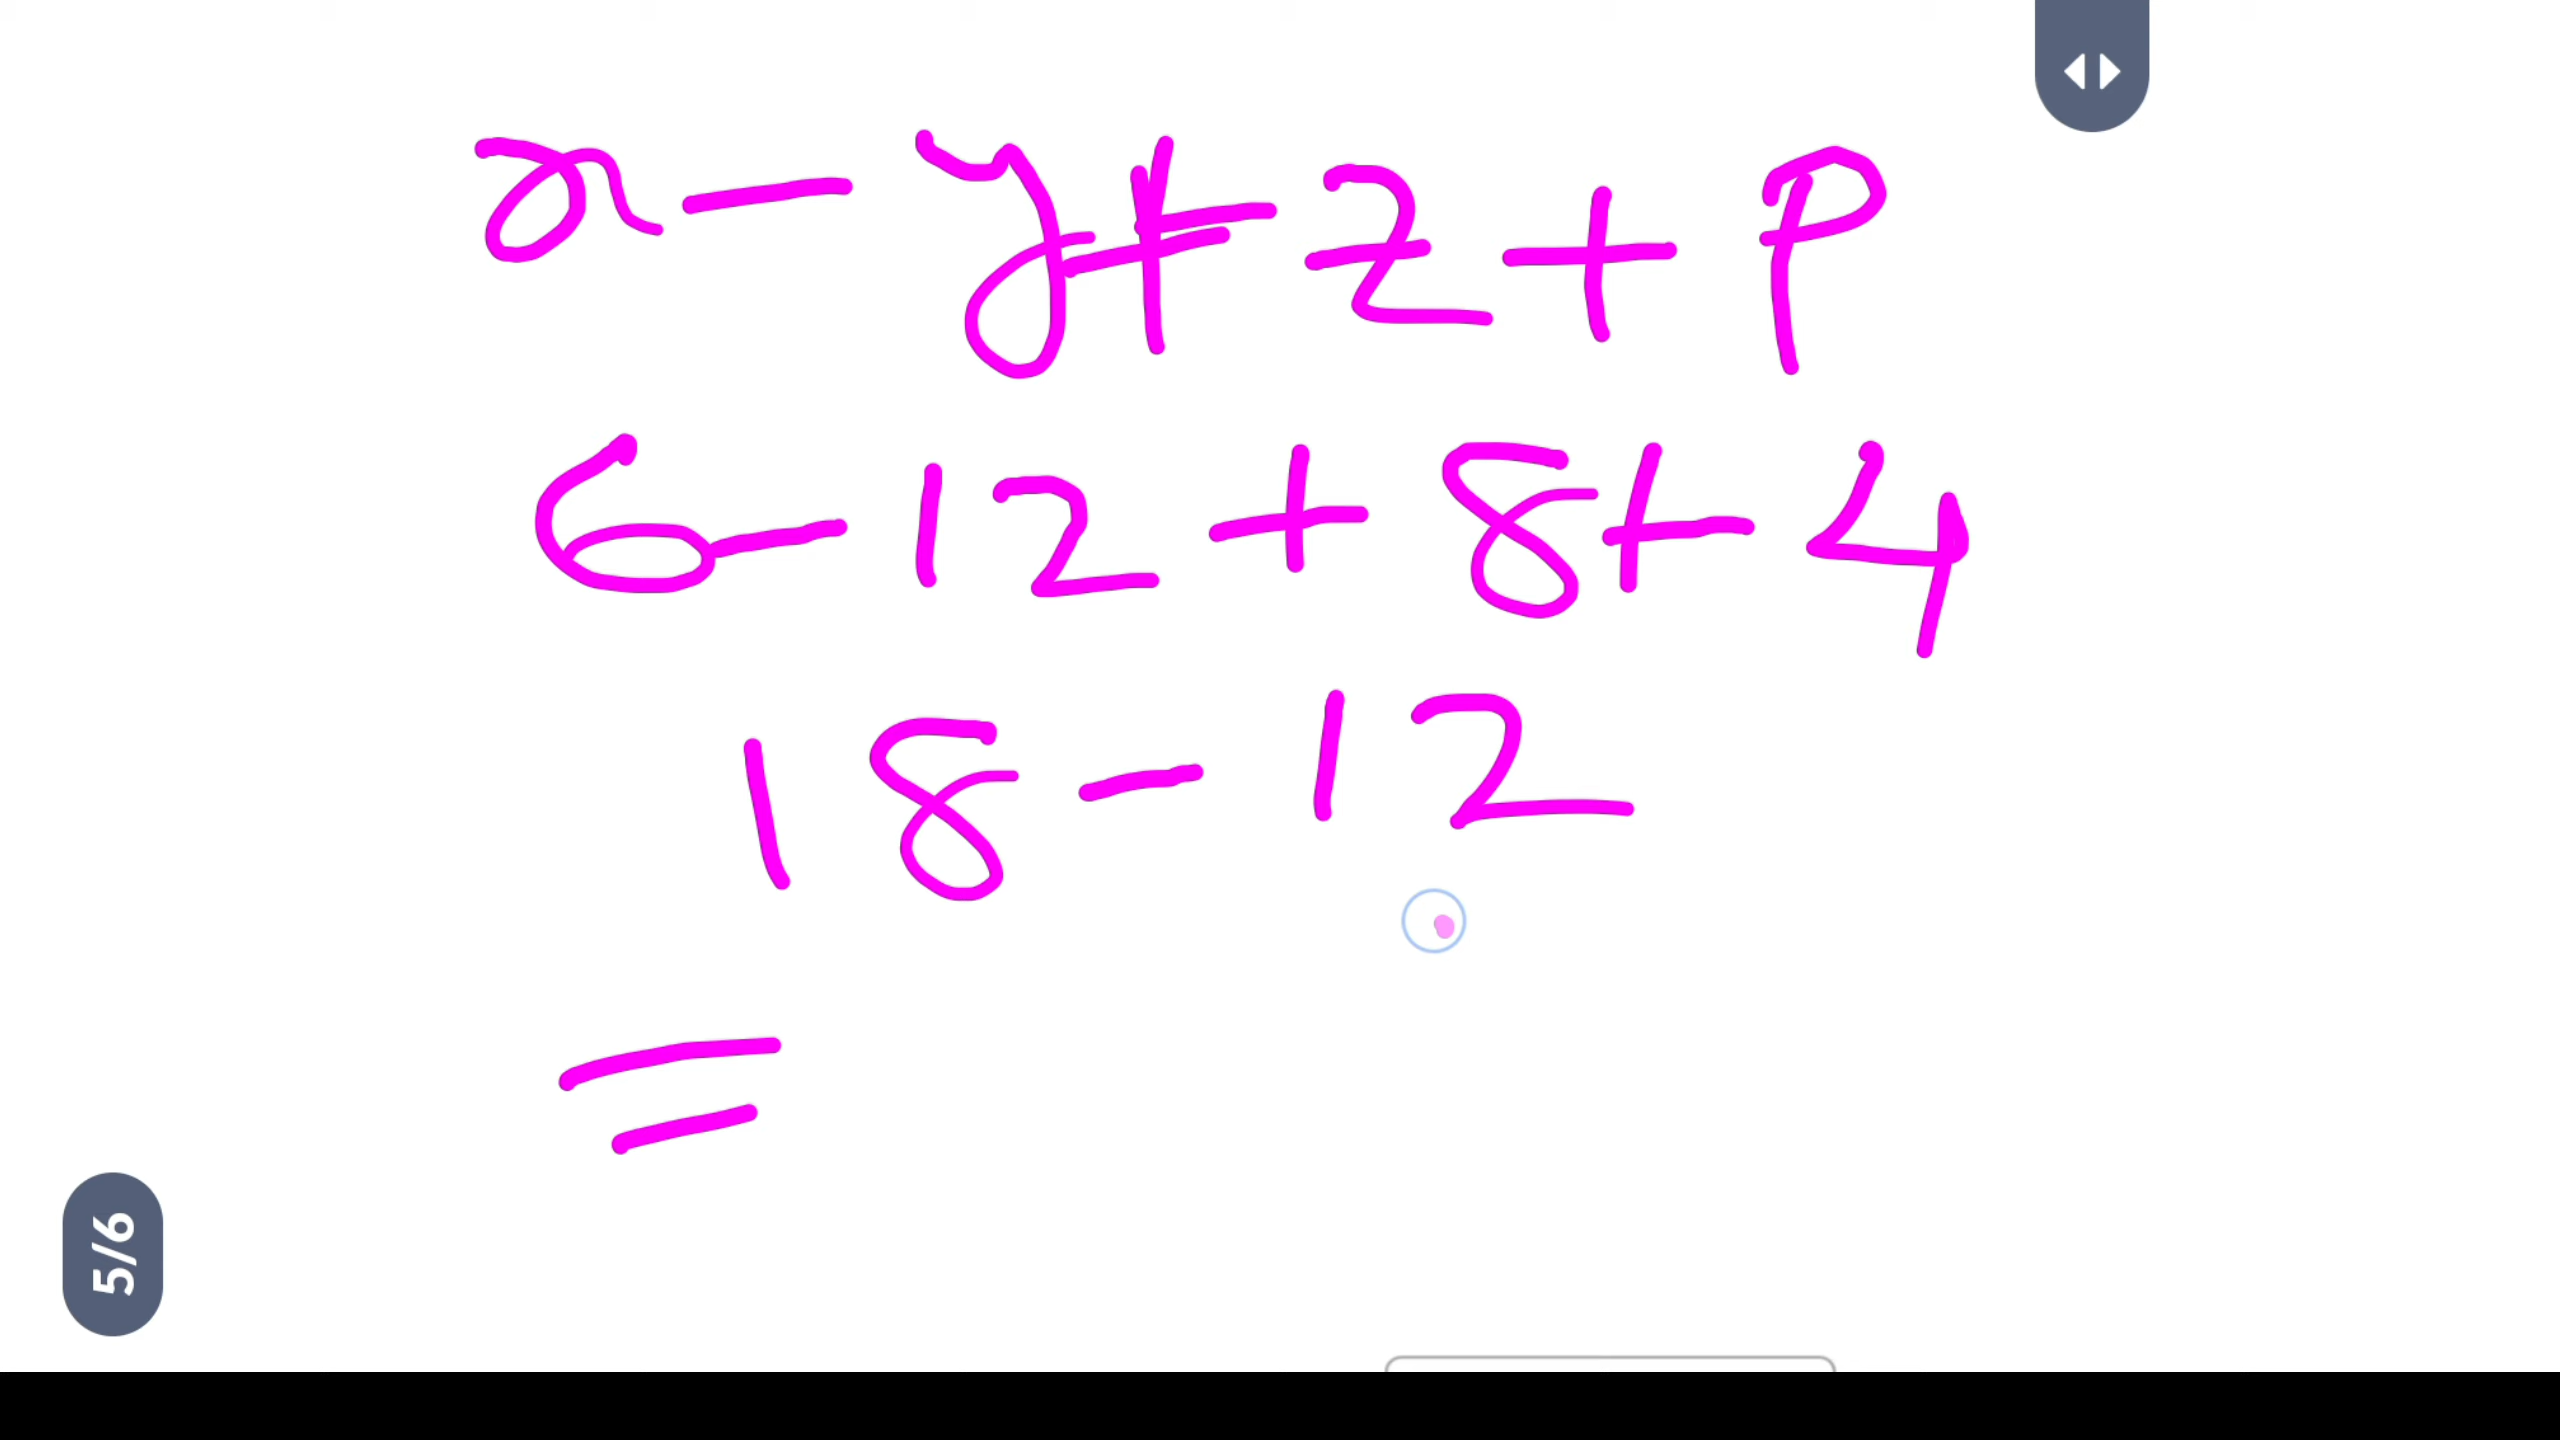 x - y + z + p
6 - 12 + 8 + 4
18 - 12
=
5/6